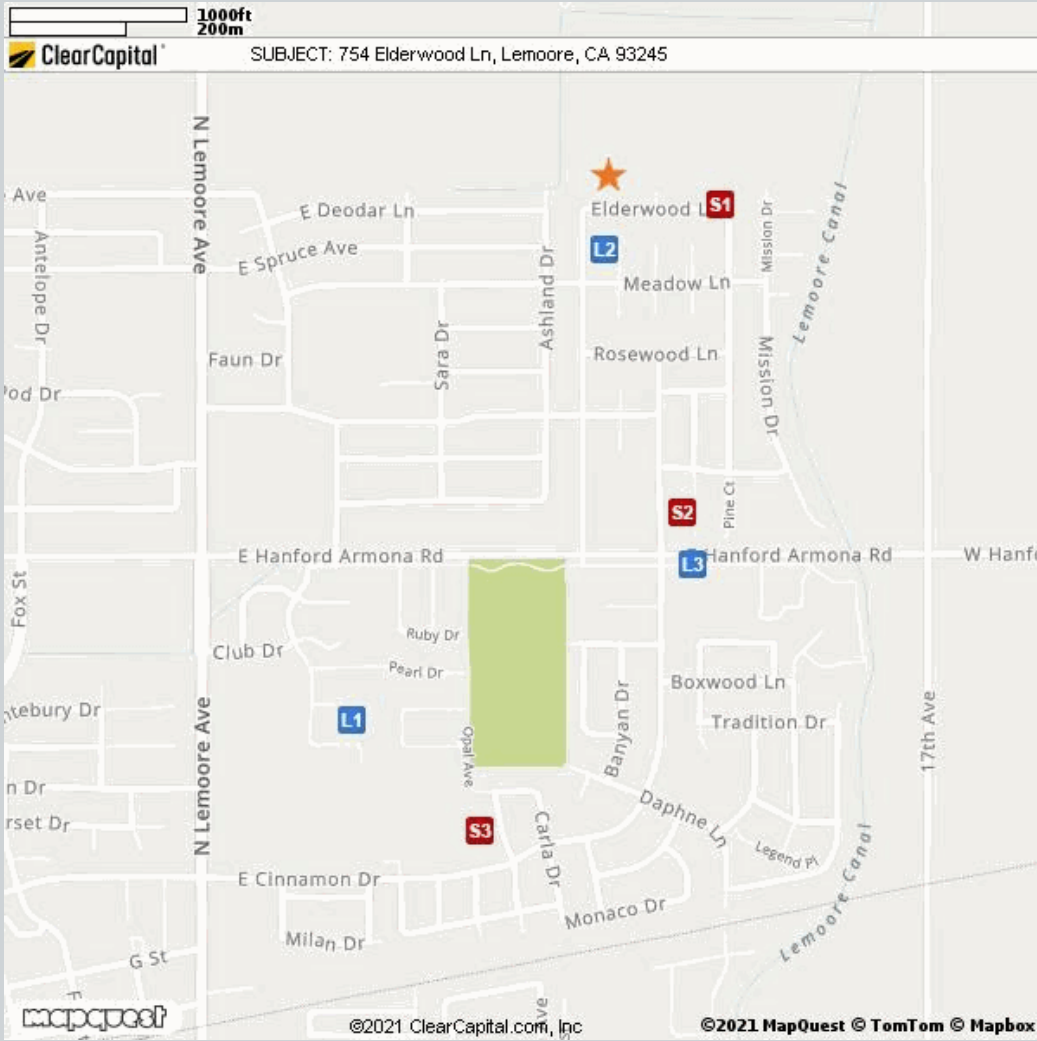 1000ft
200m
ClearCapital
SUBJECT: 754 Elderwood Ln, Lemoore, CA 93245
N Lemoore Ave
Ave
E Deodar Ln
Elderwood L
S1
Mission Dr
Lemoore Canal
Antelope Dr
E Spruce Ave
L2
Ashland Dr
Meadow Ln
Sara Dr
Faun Dr
Rosewood Ln
Mission Dr
Pod Dr
S2
Pine Ct
E Hanford Armona Rd
L3
Hanford Armona Rd
W Hanf
Fox St
Ruby Dr
Club Dr
Pearl Dr
Boxwood Ln
ntebury Dr
L1
Opal Ave
Banyan Dr
Tradition Dr
17th Ave
N Lemoore Ave
n Dr
rset Dr
S3
Carla Dr
Daphne Ln
Legend Pl
E Cinnamon Dr
Lemoore Canal
Monaco Dr
Milan Dr
G St
F
Ave
S
mapquest
©2021 ClearCapital.com, Inc
©2021 MapQuest © TomTom © Mapbox